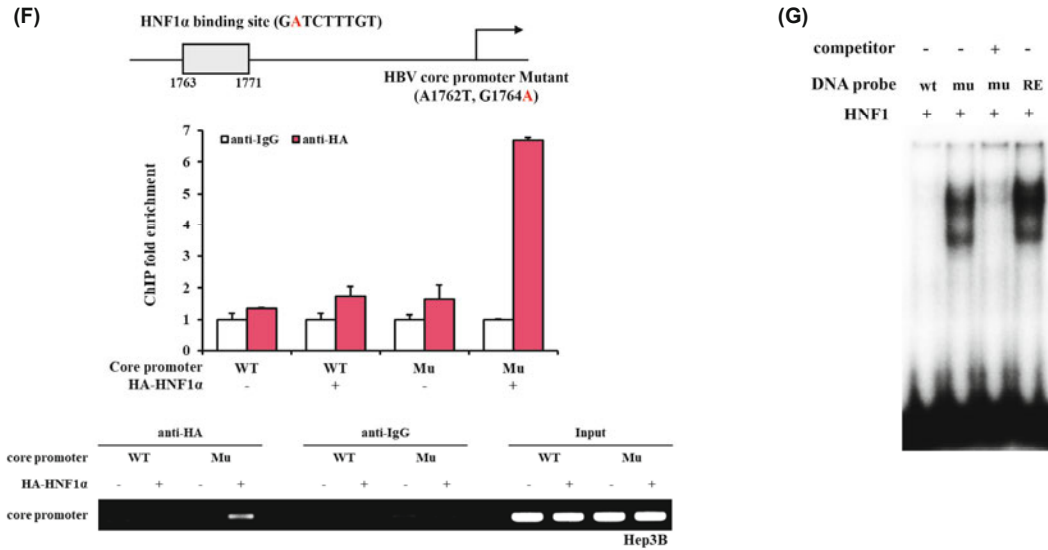 (F)
HNF1α binding site (GATCTTTGT)
1763 1771
HBV core promoter Mutant
(A1762T, G1764A)
anti-IgG anti-HA
ChIP fold enrichment
7
6
5
4
3
2
1
0
Core promoter WT WT Mu Mu
HA-HNF1α - + - +
anti-HA anti-IgG Input
core promoter WT Mu WT Mu WT Mu
HA-HNF1α - + - + - + - + - + - +
core promoter
Hep3B
(G)
competitor - - + -
DNA probe wt mu mu RE
HNF1 + + + +